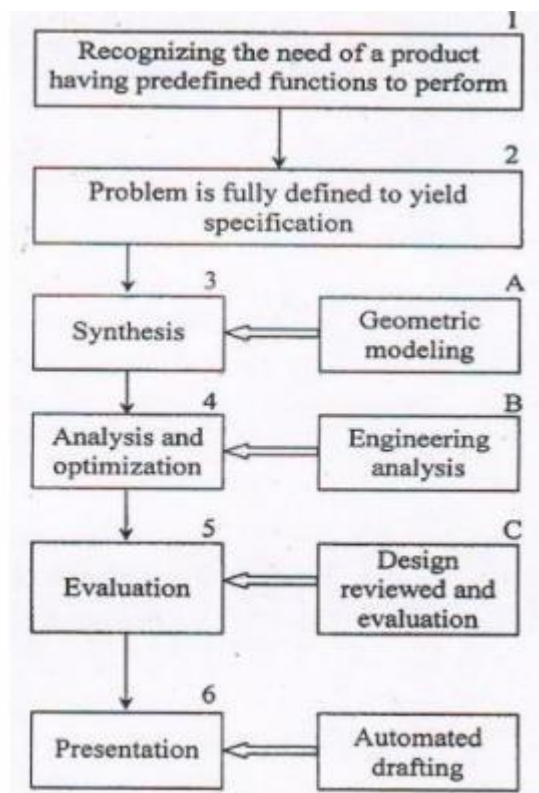 1
Recognizing the need of a product
having predefined functions to perform
2
Problem is fully defined to yield
specification
3
Synthesis
A
Geometric
modeling
4
Analysis and
optimization
B
Engineering
analysis
5
Evaluation
C
Design
reviewed and
evaluation
6
Presentation
Automated
drafting